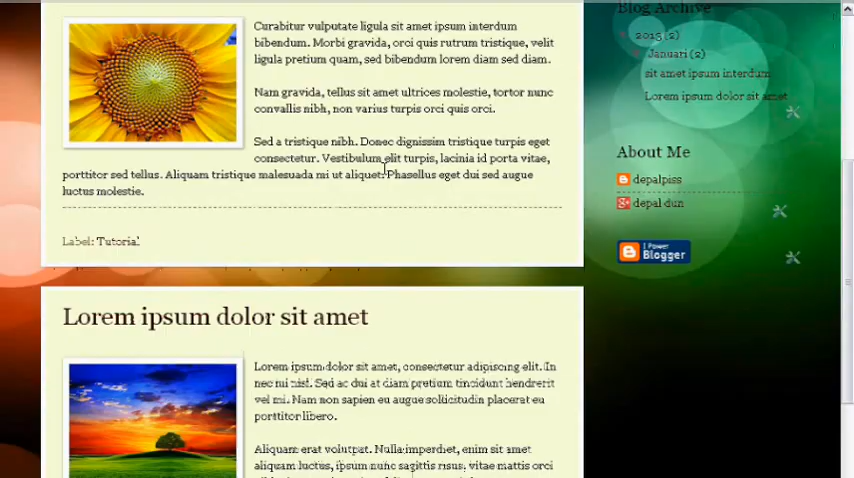 Curabitur vulputate ligula sit amet ipsum interdum
bibendum. Morbi gravida, orci quis rutrum tristique, velit
ligula pretium quam, sed bibendum lorem diam sed diam.
Nam gravida, tellus sit amet ultrices molestie, tortor nunc
convallis nibh, non varius turpis orci quis orci.
Sed a tristique nibh. Donec dignissim tristique turpis eget
consectetur. Vestibulum elit turpis, lacinia id porta vitae,
porttitor sed tellus. Aliquam tristique malesuada mi ut aliquet. Phasellus eget dui sed augue
luctus molestie.
Label: Tutorial
Lorem ipsum dolor sit amet
Lorem ipsum dolor sit amet, consectetur adipiscing elit. In
nec mi nisl. Sed ac dui at diam pretium tincidunt hendrerit
vel mi. Nam non sapien eu augue sollicitudin placerat eu
porttitor libero.
Aliquam erat volutpat. Nulla imperdiet, enim sit amet
aliquam luctus, ipsum nunc sagittis risus, vitae mattis orci
Blog Archive
2013 (2)
Januari (2)
sit amet ipsum interdum
Lorem ipsum dolor sit amet
About Me
depalpiss
depal dun
I Power
Blogger